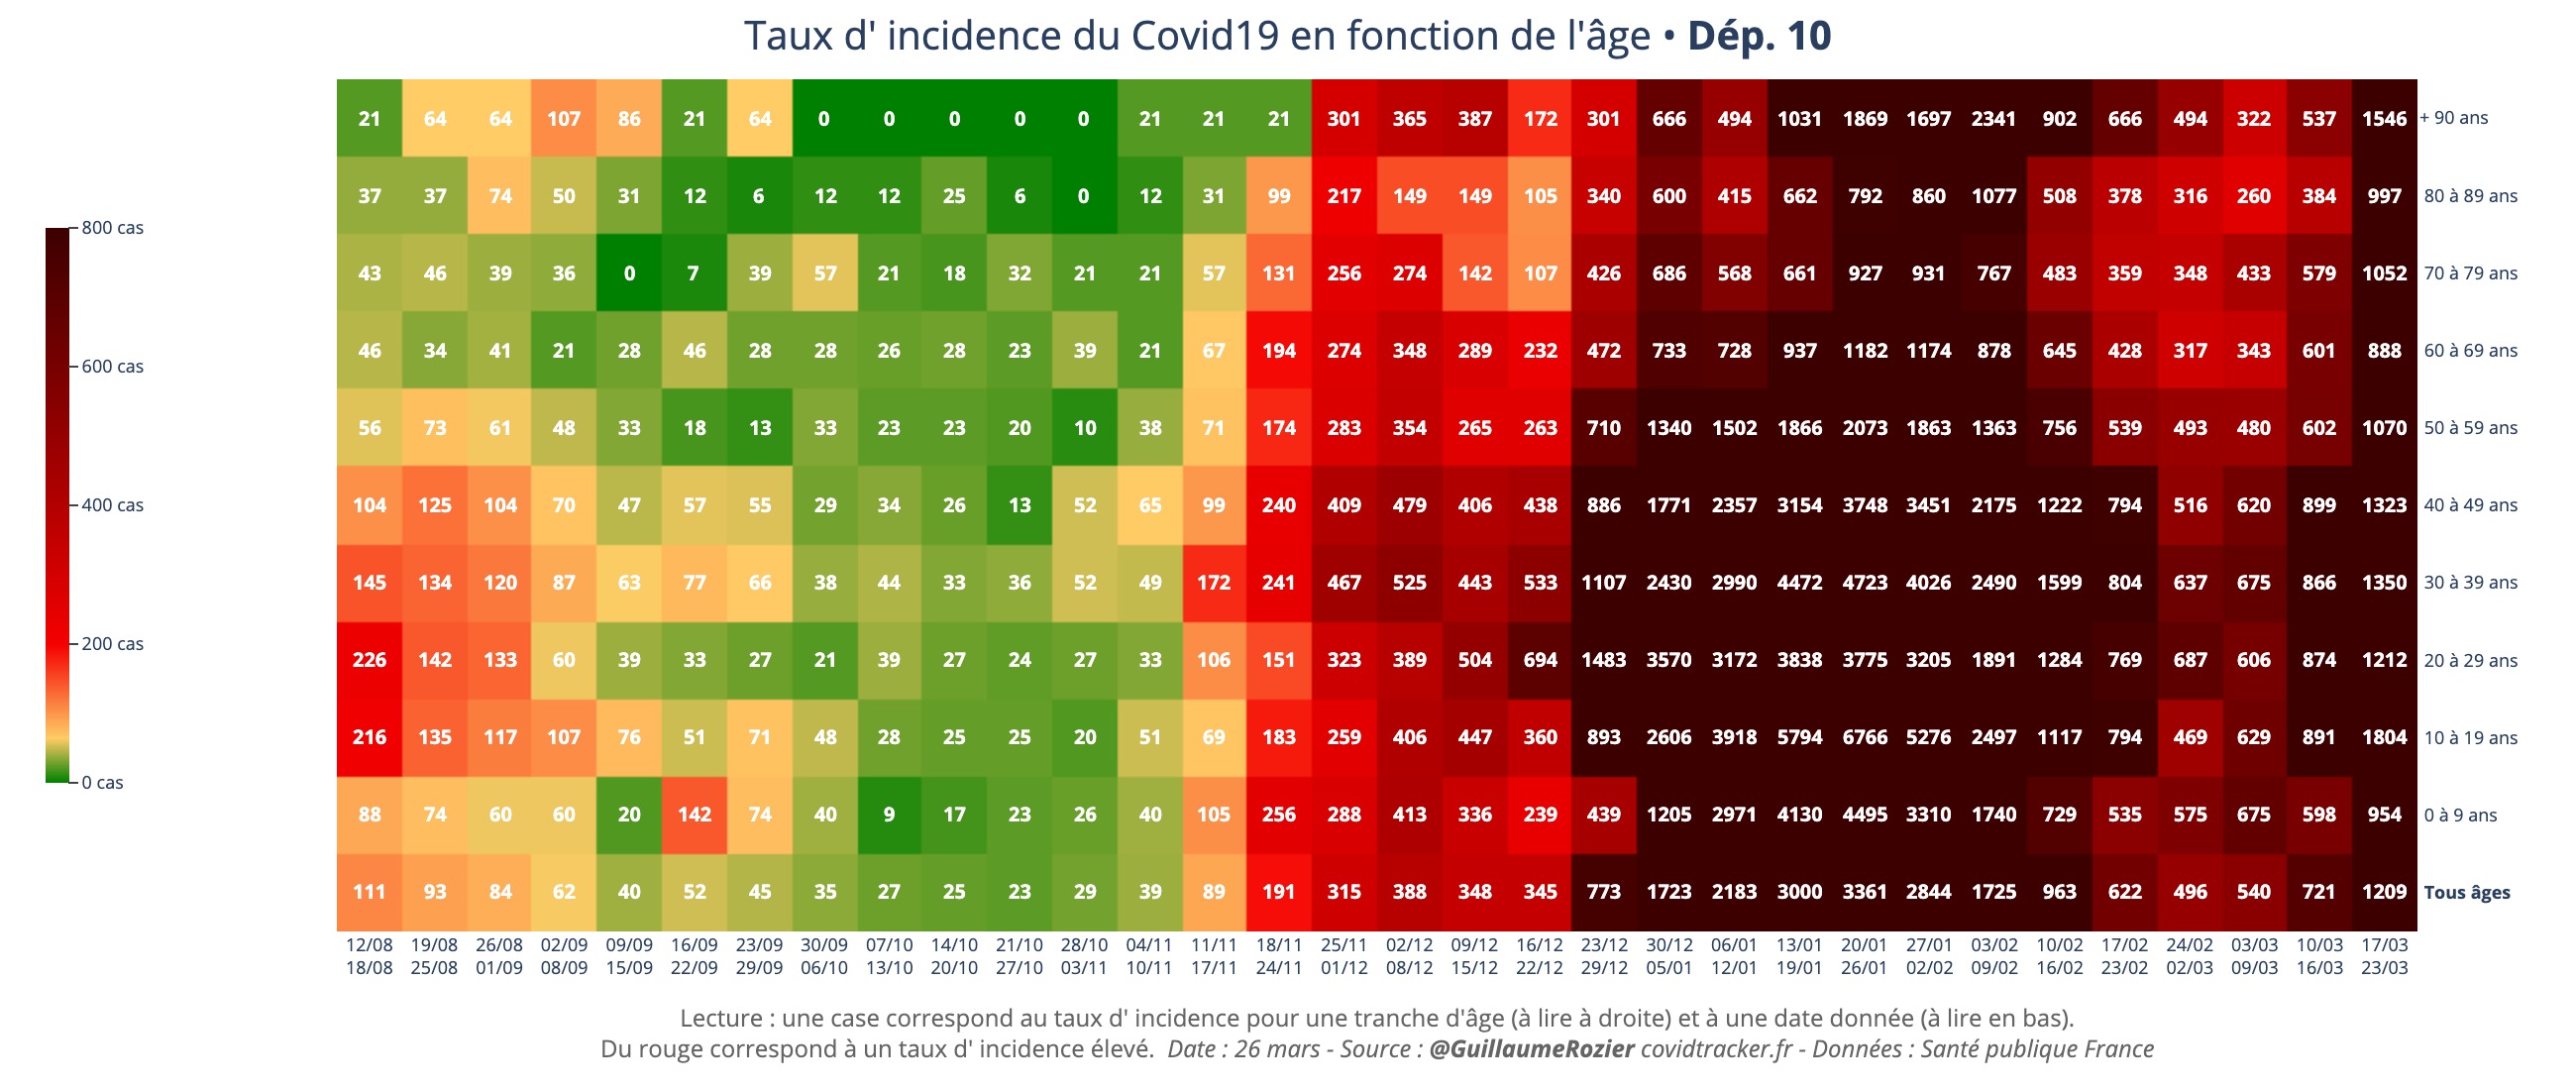 Taux d' incidence du Covid19 en fonction de l'âge • Dép. 10
21 64 64 107 86 21 64 0 0 0 0 0 21 21 21 301 365 387 172 301 666 494 1031 1869 1697 2341 902 666 494 322 537 1546 + 90 ans
37 37 74 50 31 12 6 12 12 25 6 0 12 31 99 217 149 149 105 340 600 415 662 792 860 1077 508 378 316 260 384 997 80 à 89 ans
800 cas
43 46 39 36 0 7 39 57 21 18 32 21 21 57 131 256 274 142 107 426 686 568 661 927 931 767 483 359 348 433 579 1052 70 à 79 ans
46 34 41 21 28 46 28 28 26 28 23 39 21 67 194 274 348 289 232 472 733 728 937 1182 1174 878 645 428 317 343 601 888 60 à 69 ans
600 cas
56 73 61 48 33 18 13 33 23 23 20 10 38 71 174 283 354 265 263 710 1340 1502 1866 2073 1863 1363 756 539 493 480 602 1070 50 à 59 ans
400 cas
104 125 104 70 47 57 55 29 34 26 13 52 65 99 240 409 479 406 438 886 1771 2357 3154 3748 3451 2175 1222 794 516 620 899 1323 40 à 49 ans
145 134 120 87 63 77 66 38 44 33 36 52 49 172 241 467 525 443 533 1107 2430 2990 4472 4723 4026 2490 1599 804 637 675 866 1350 30 à 39 ans
200 cas
226 142 133 60 39 33 27 21 39 27 24 27 33 106 151 323 389 504 694 1483 3570 3172 3838 3775 3205 1891 1284 769 687 606 874 1212 20 à 29 ans
216 135 117 107 76 51 71 48 28 25 25 20 51 69 183 259 406 447 360 893 2606 3918 5794 6766 5276 2497 1117 794 469 629 891 1804 10 à 19 ans
0 cas
88 74 60 60 20 142 74 40 9 17 23 26 40 105 256 288 413 336 239 439 1205 2971 4130 4495 3310 1740 729 535 575 675 598 954 0 à 9 ans
111 93 84 62 40 52 45 35 27 25 23 29 39 89 191 315 388 348 345 773 1723 2183 3000 3361 2844 1725 963 622 496 540 721 1209 Tous âges
12/08 19/08 26/08 02/09 09/09 16/09 23/09 30/09 07/10 14/10 21/10 28/10 04/11 11/11 18/11 25/11 02/12 09/12 16/12 23/12 30/12 06/01 13/01 20/01 27/01 03/02 10/02 17/02 24/02 03/03 10/03 17/03
18/08 25/08 01/09 08/09 15/09 22/09 29/09 06/10 13/10 20/10 27/10 03/11 10/11 17/11 24/11 01/12 08/12 15/12 22/12 29/12 05/01 12/01 19/01 26/01 02/02 09/02 16/02 23/02 02/03 09/03 16/03 23/03
Lecture : une case correspond au taux d' incidence pour une tranche d'âge (à lire à droite) et à une date donnée (à lire en bas).
Du rouge correspond à un taux d' incidence élevé. Date : 26 mars - Source : @GuillaumeRozier covidtracker.fr - Données : Santé publique France